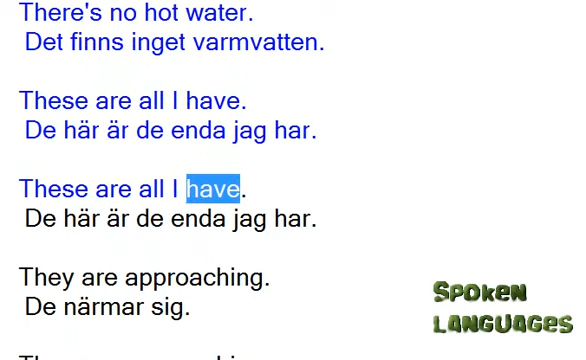 There's no hot water.
Det finns inget varmvatten.
These are all I have.
De här är de enda jag har.
These are all I have.
De här är de enda jag har.
They are approaching.
De närmar sig.
Spoken
Languages